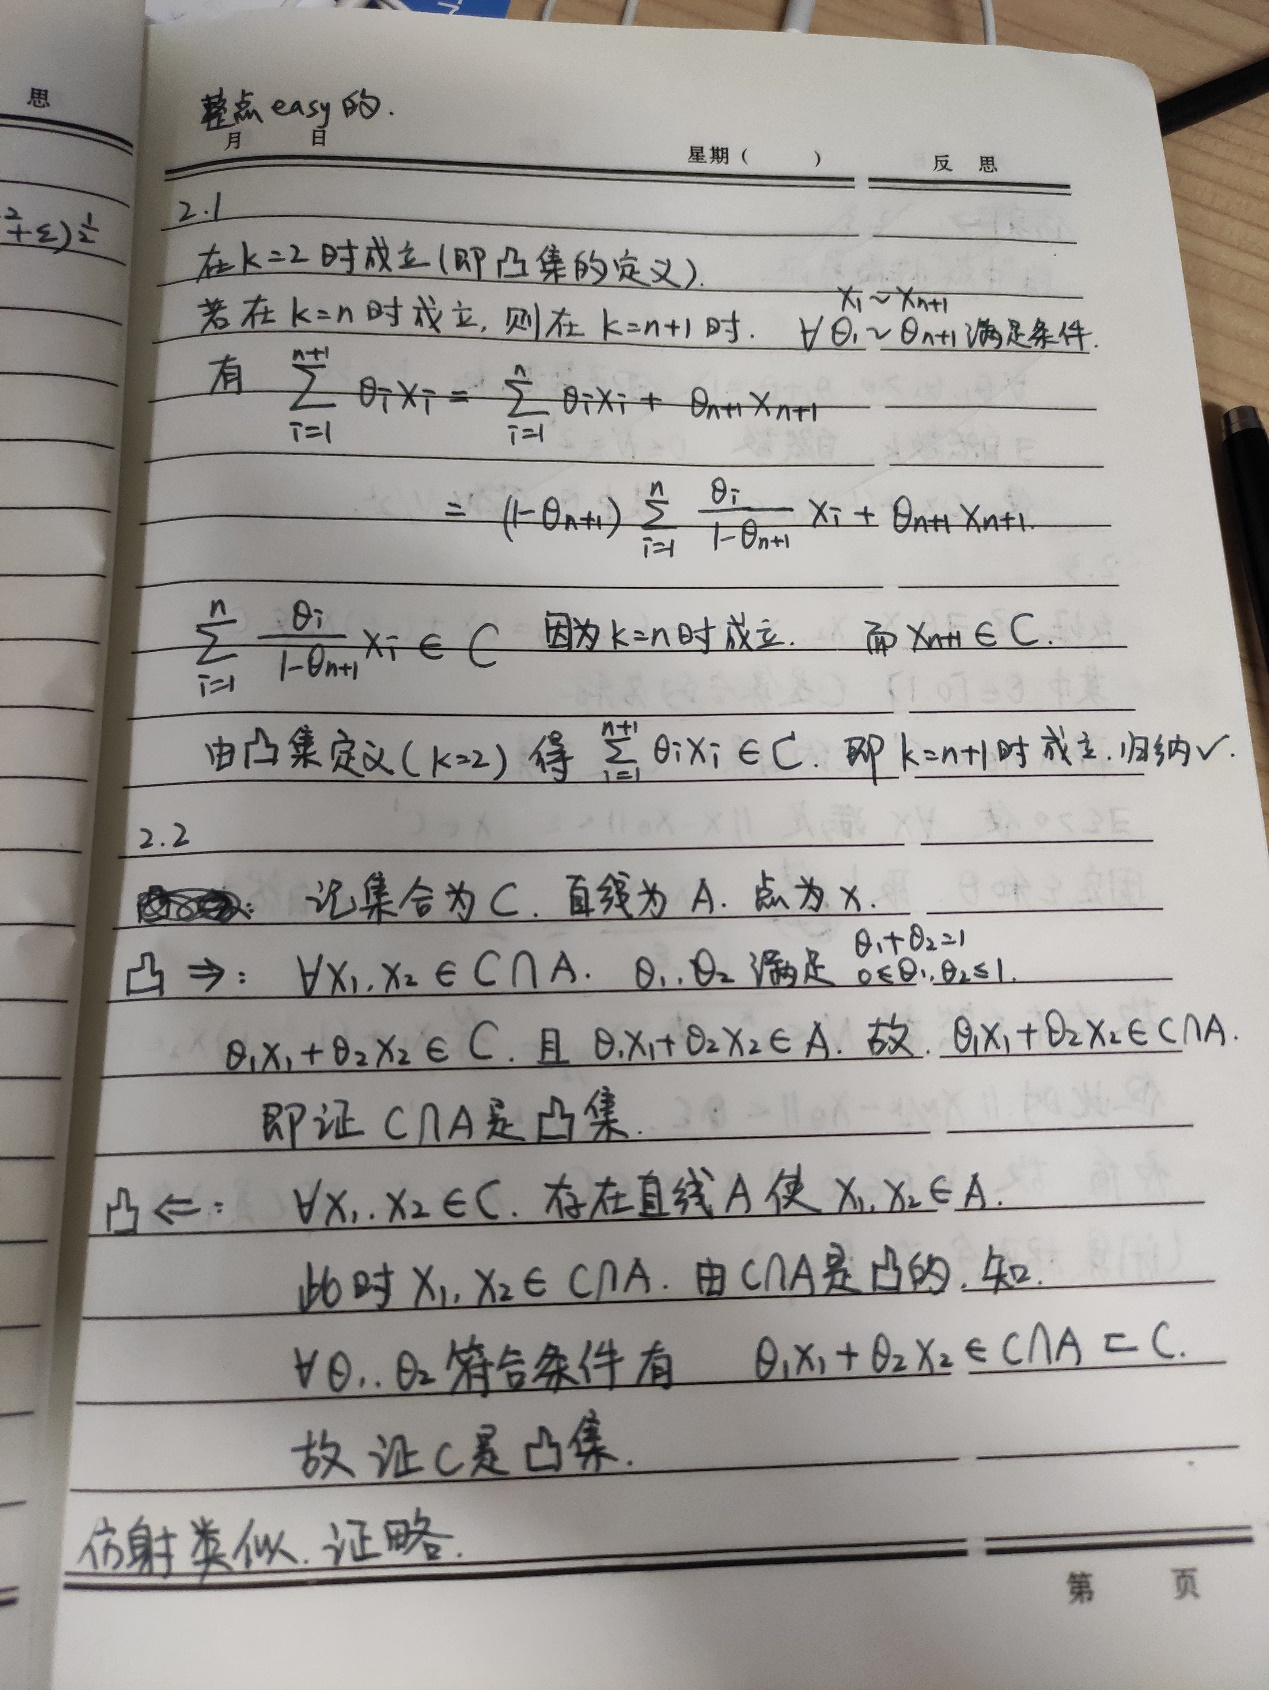 思
²+ε)^½
整点easy的.
月 日 星期( ) 反 思
2.1
在k=2时成立(即凸集的定义).
若在k=n时成立,则在k=n+1时. ∀θ₁~θₙ₊₁满足条件.
x₁~xₙ₊₁
有 ∑_{i=1}^{n+1} θᵢxᵢ = ∑_{i=1}^{n} θᵢxᵢ + θₙ₊₁xₙ₊₁
= (1-θₙ₊₁) ∑_{i=1}^{n} θᵢ/(1-θₙ₊₁) xᵢ + θₙ₊₁xₙ₊₁.
∑_{i=1}^{n} θᵢ/(1-θₙ₊₁) xᵢ ∈ C 因为k=n时成立. 而xₙ₊₁∈C.
由凸集定义(k=2)得 ∑_{i=1}^{n+1} θᵢxᵢ∈C. 即k=n+1时成立.归纳✓.
2.2
: 记集合为C.直线为A.点为x.
凸⇒: ∀x₁,x₂∈C∩A. θ₁,θ₂满足 θ₁+θ₂=1
0≤θ₁,θ₂≤1.
θ₁x₁+θ₂x₂∈C.且θ₁x₁+θ₂x₂∈A.故.θ₁x₁+θ₂x₂∈C∩A.
即证C∩A是凸集.
凸⇐: ∀x₁,x₂∈C.存在直线A使x₁,x₂∈A.
此时x₁,x₂∈C∩A.由C∩A是凸的.知.
∀θ₁,θ₂符合条件有 θ₁x₁+θ₂x₂∈C∩A⊂C.
故证C是凸集.
仿射类似.证略.
第 页